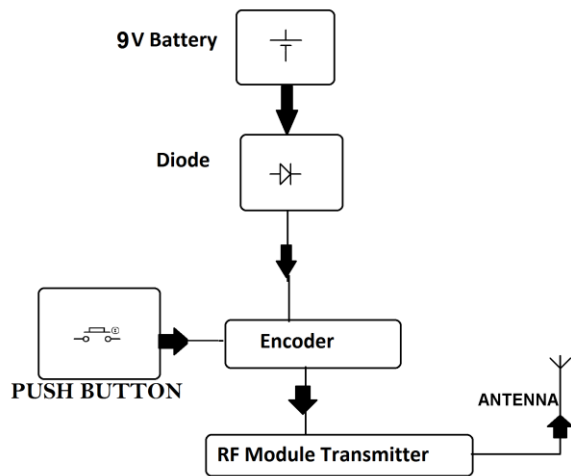 9V Battery
Diode
Encoder
PUSH BUTTON
ANTENNA
RF Module Transmitter